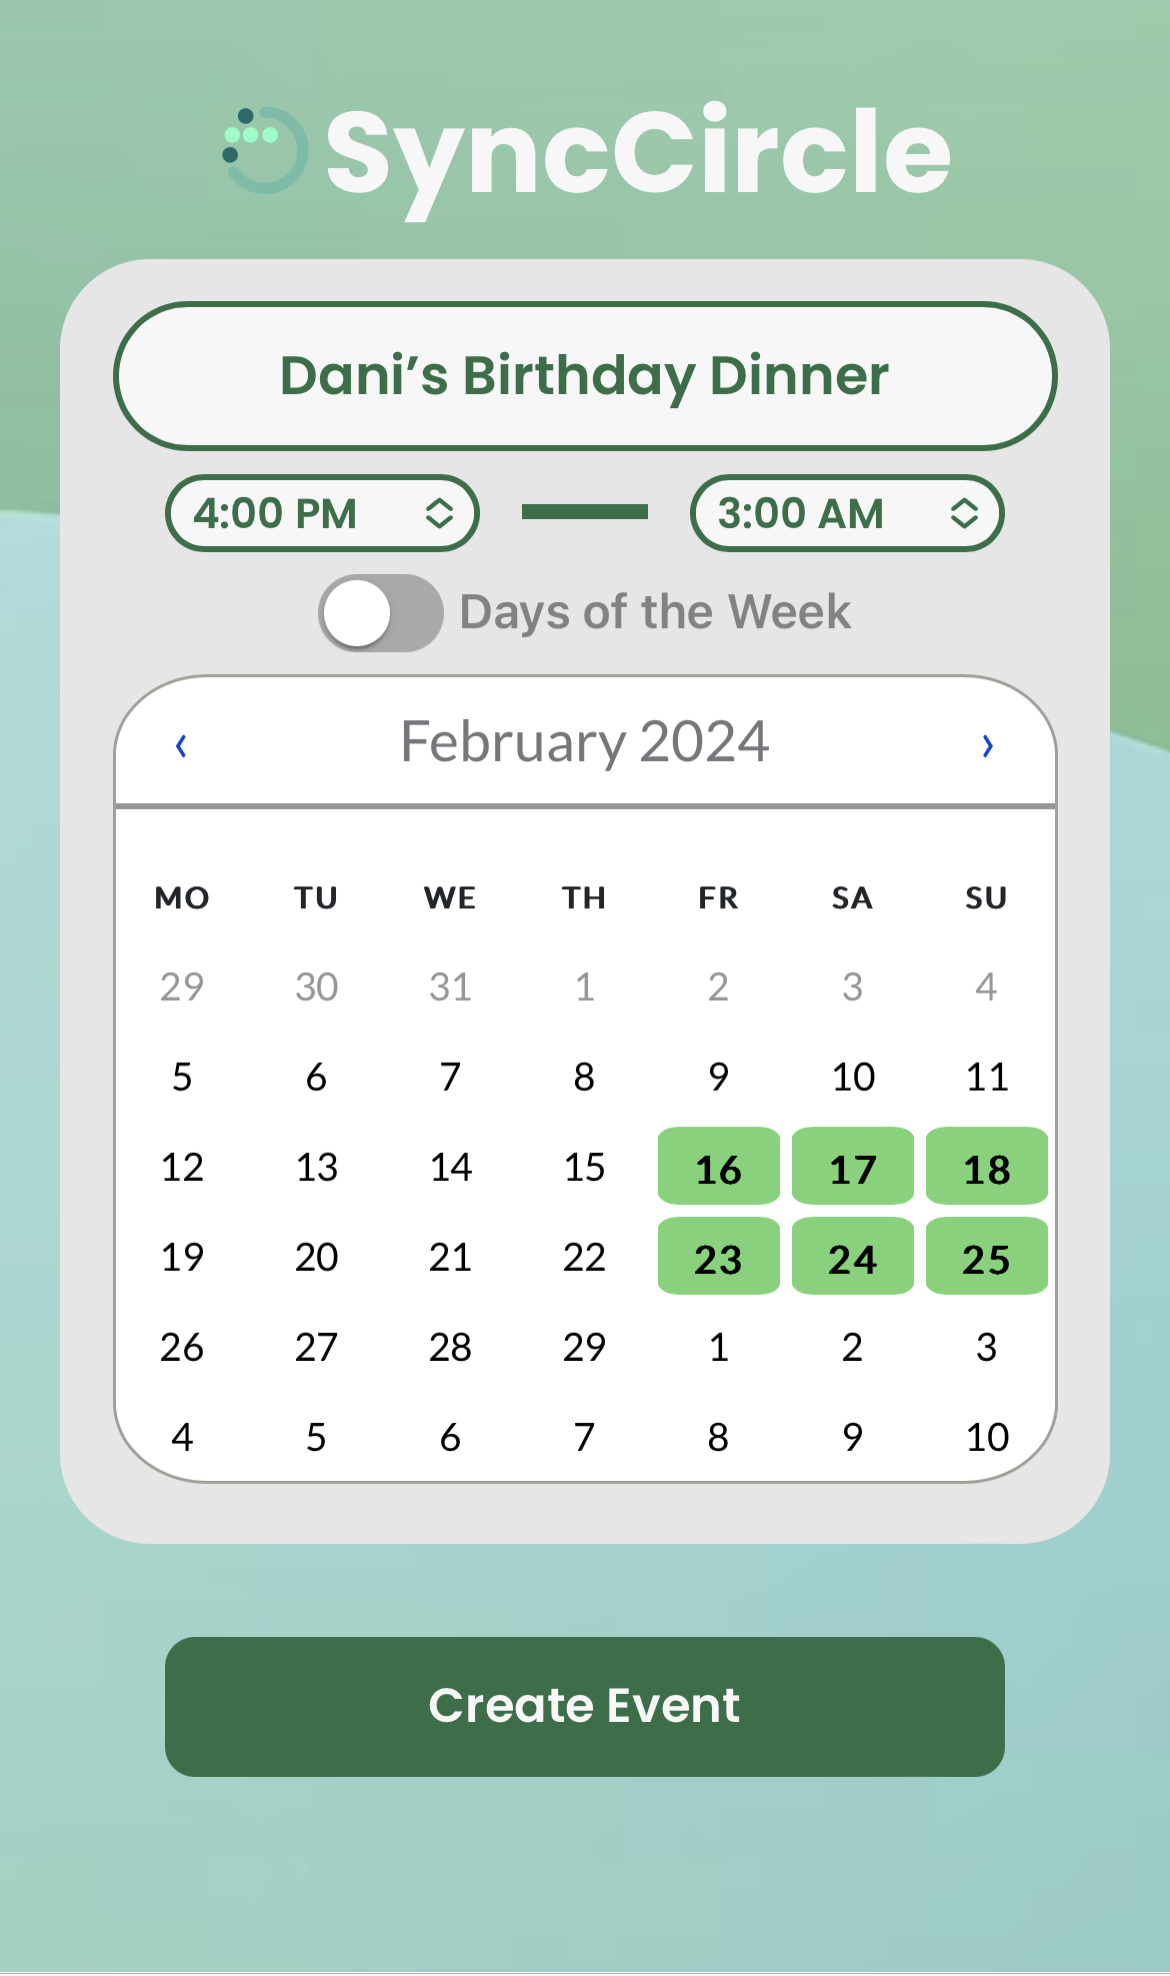 SyncCircle
Dani’s Birthday Dinner
4:00 PM 3:00 AM
Days of the Week
‹ February 2024 ›
MO TU WE TH FR SA SU
29 30 31 1 2 3 4
5 6 7 8 9 10 11
12 13 14 15 16 17 18
19 20 21 22 23 24 25
26 27 28 29 1 2 3
4 5 6 7 8 9 10
Create Event